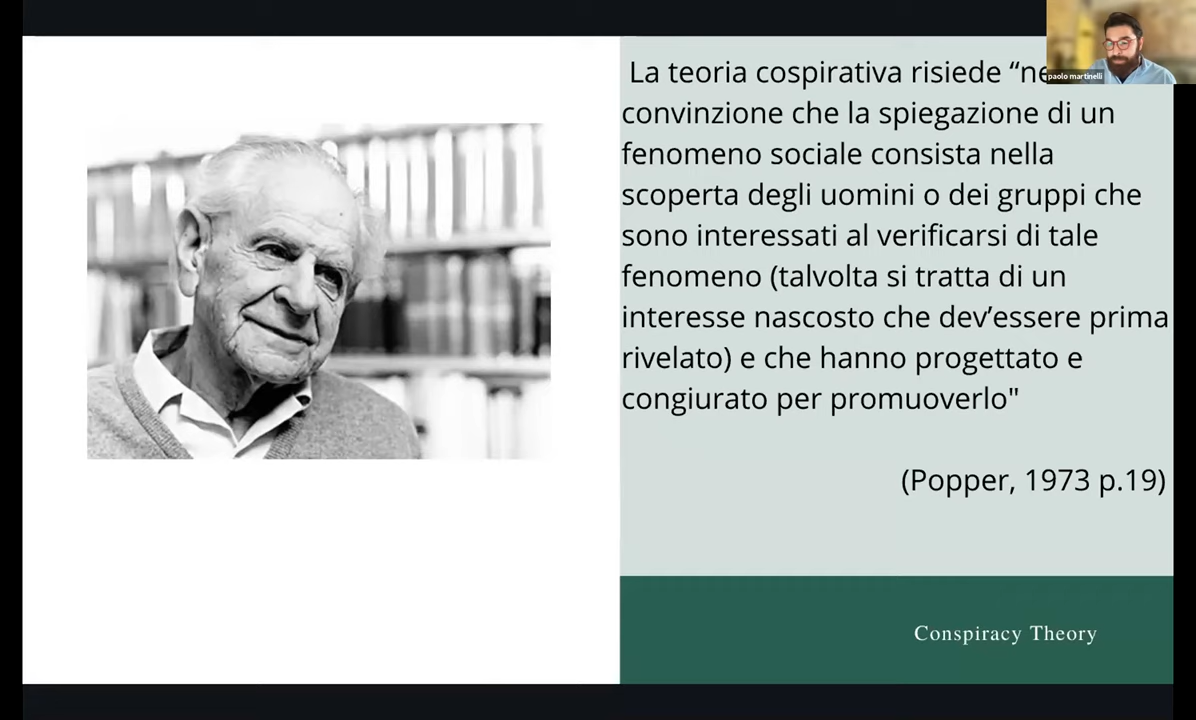 La teoria cospirativa risiede “ne
convinzione che la spiegazione di un
fenomeno sociale consista nella
scoperta degli uomini o dei gruppi che
sono interessati al verificarsi di tale
fenomeno (talvolta si tratta di un
interesse nascosto che dev’essere prima
rivelato) e che hanno progettato e
congiurato per promuoverlo"
(Popper, 1973 p.19)
Conspiracy Theory
paolo martinelli